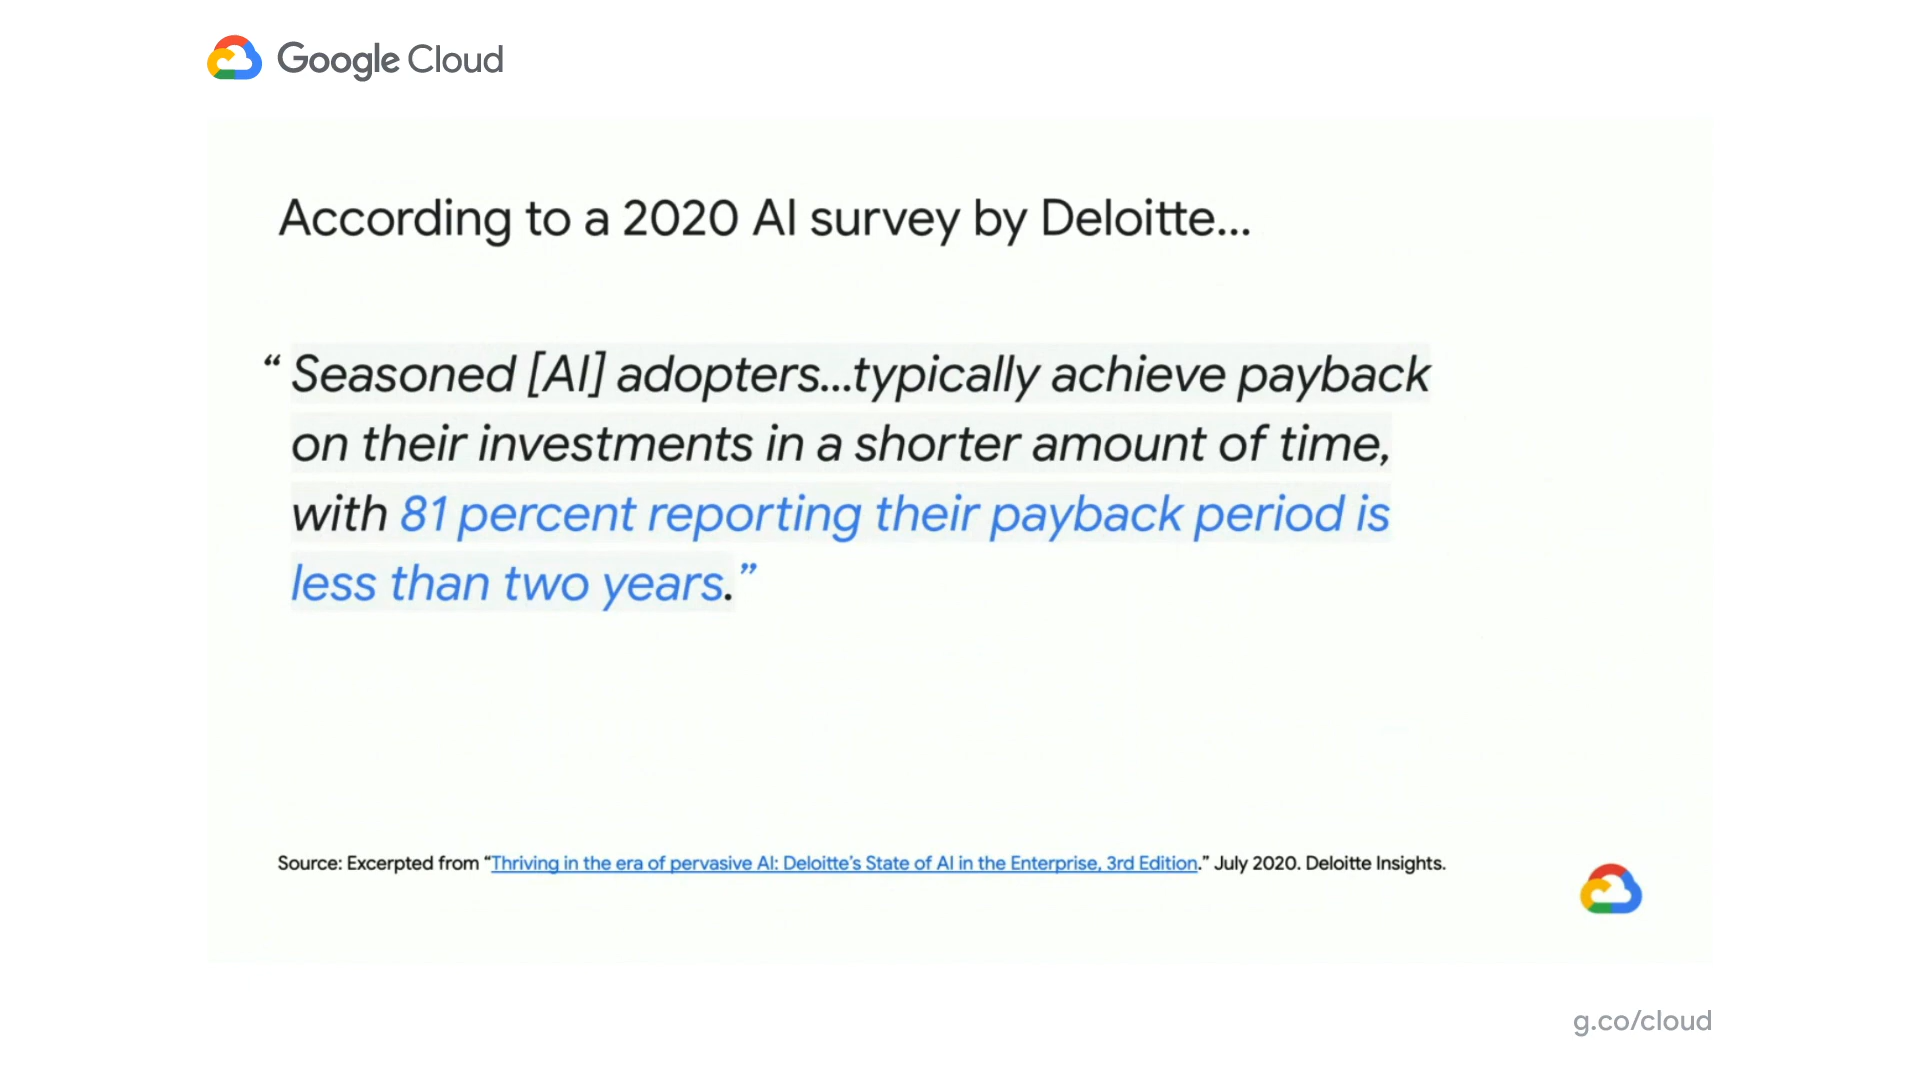 Google Cloud
According to a 2020 AI survey by Deloitte...
“ Seasoned [AI] adopters...typically achieve payback
on their investments in a shorter amount of time,
with 81 percent reporting their payback period is
less than two years.”
Source: Excerpted from “Thriving in the era of pervasive AI: Deloitte’s State of AI in the Enterprise, 3rd Edition.” July 2020. Deloitte Insights.
g.co/cloud